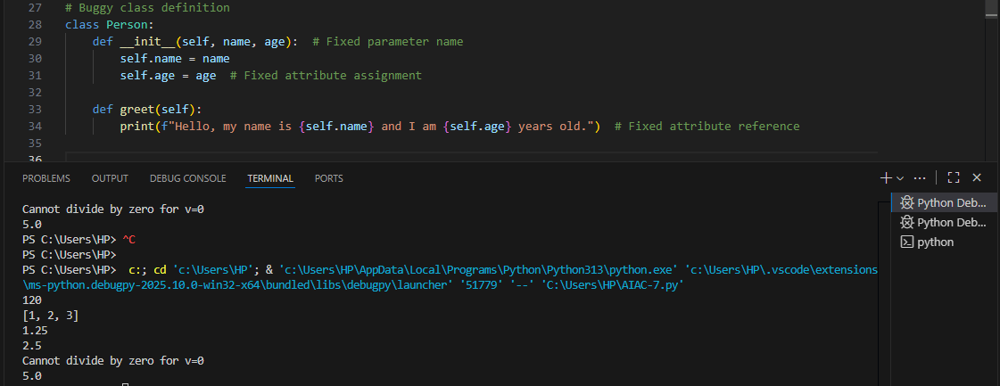 27 # Buggy class definition
28 class Person:
29     def __init__(self, name, age):  # Fixed parameter name
30         self.name = name
31         self.age = age  # Fixed attribute assignment
32
33     def greet(self):
34         print(f"Hello, my name is {self.name} and I am {self.age} years old.")  # Fixed attribute reference
35
36
PROBLEMS OUTPUT DEBUG CONSOLE TERMINAL PORTS
Python Deb...
Python Deb...
python
Cannot divide by zero for v=0
5.0
PS C:\Users\HP> ^C
PS C:\Users\HP>
PS C:\Users\HP>  c:; cd 'c:\Users\HP'; & 'c:\Users\HP\AppData\Local\Programs\Python\Python313\python.exe' 'c:\Users\HP\.vscode\extensions
\ms-python.debugpy-2025.10.0-win32-x64\bundled\libs\debugpy\launcher' '51779' '--' 'C:\Users\HP\AIAC-7.py'
120
[1, 2, 3]
1.25
2.5
Cannot divide by zero for v=0
5.0